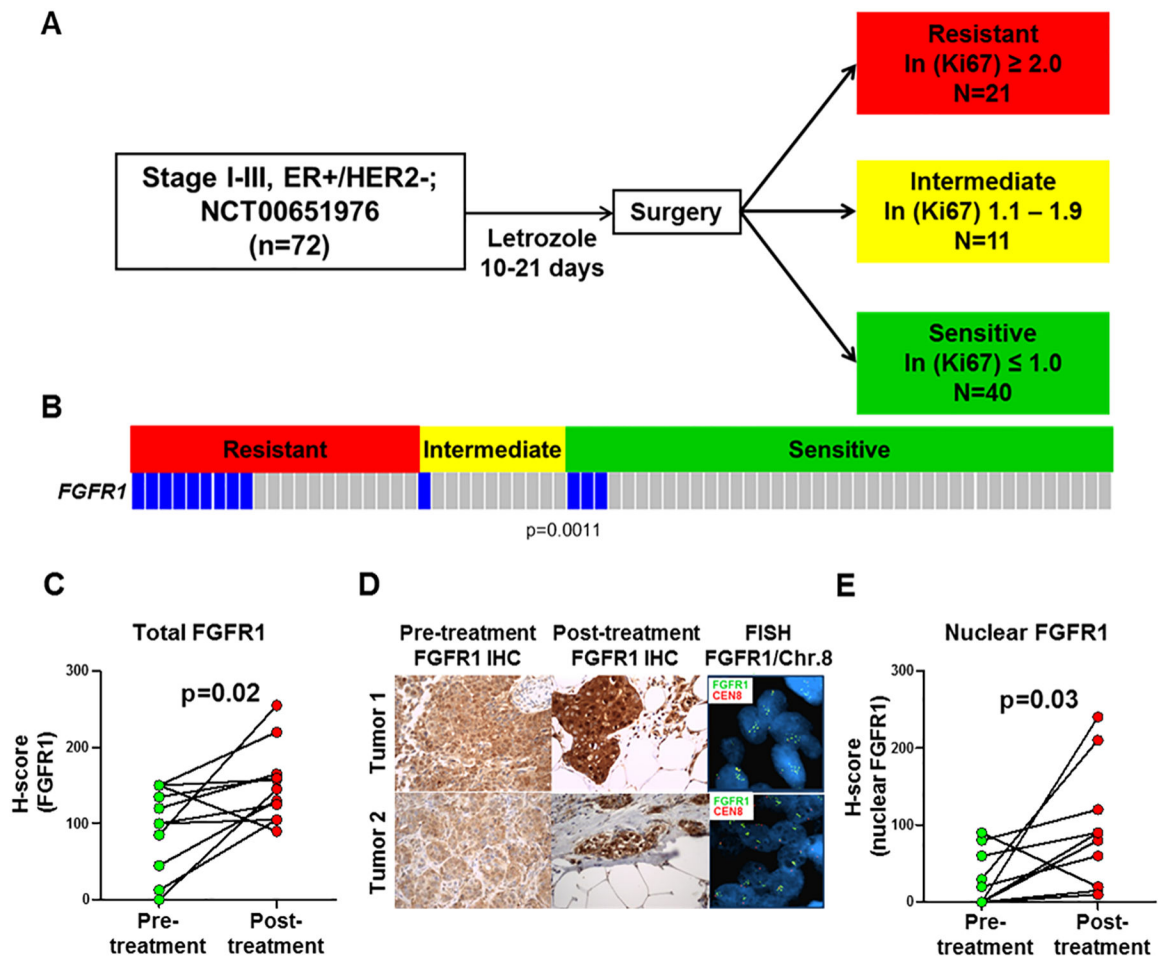 A
Stage I-III, ER+/HER2-;
NCT00651976
(n=72)
Letrozole
10-21 days
Surgery
Resistant
ln (Ki67) ≥ 2.0
N=21
Intermediate
ln (Ki67) 1.1 – 1.9
N=11
Sensitive
ln (Ki67) ≤ 1.0
N=40
B
Resistant Intermediate Sensitive
FGFR1
p=0.0011
C
Total FGFR1
p=0.02
H-score
(FGFR1)
300
200
100
0
Pre-
treatment
Post-
treatment
D
Pre-treatment
FGFR1 IHC
Post-treatment
FGFR1 IHC
FISH
FGFR1/Chr.8
Tumor 1
FGFR1
CEN8
Tumor 2
FGFR1
CEN8
E
Nuclear FGFR1
p=0.03
H-score
(nuclear FGFR1)
300
200
100
0
Pre-
treatment
Post-
treatment